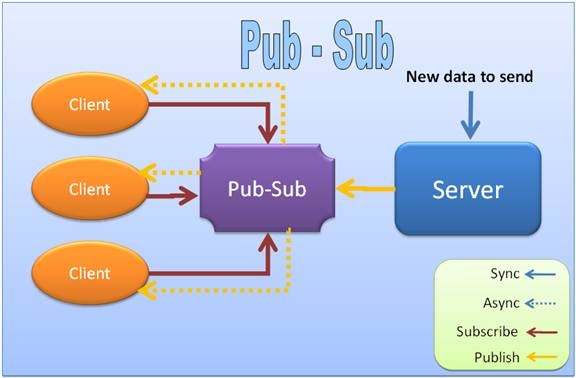 Pub - Sub
New data to send
Client
Client
Client
Pub-Sub
Server
Sync
Async
Subscribe
Publish